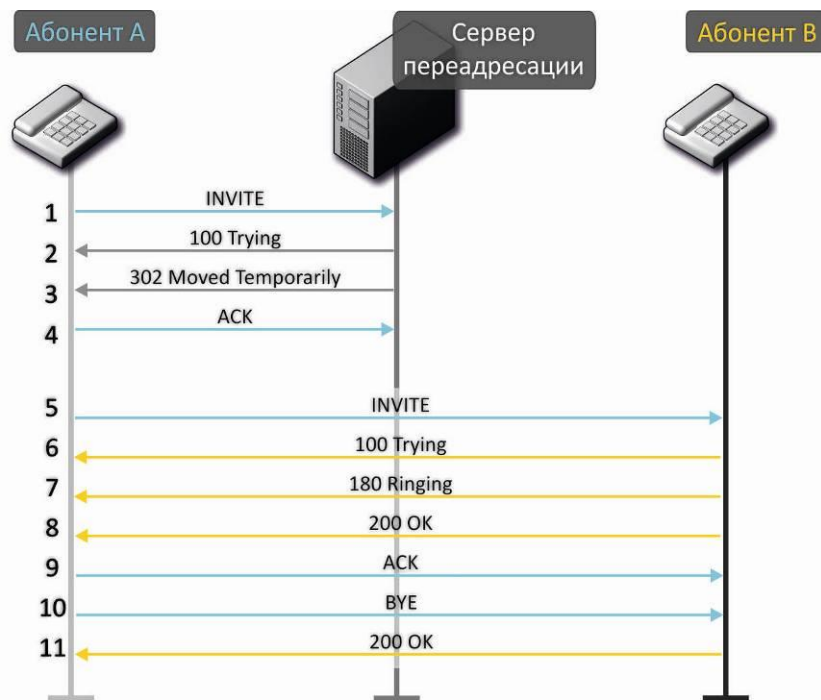 Абонент А
Сервер
переадресации
Абонент В
1 INVITE
2 100 Trying
3 302 Moved Temporarily
4 ACK
5 INVITE
6 100 Trying
7 180 Ringing
8 200 OK
9 ACK
10 BYE
11 200 OK